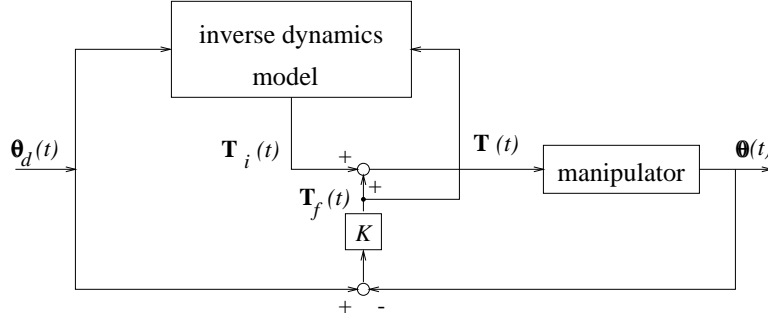 inverse dynamics
model
θd(t)
Ti(t)
+
T(t)
θ(t)
manipulator
+
Tf(t)
K
+
-